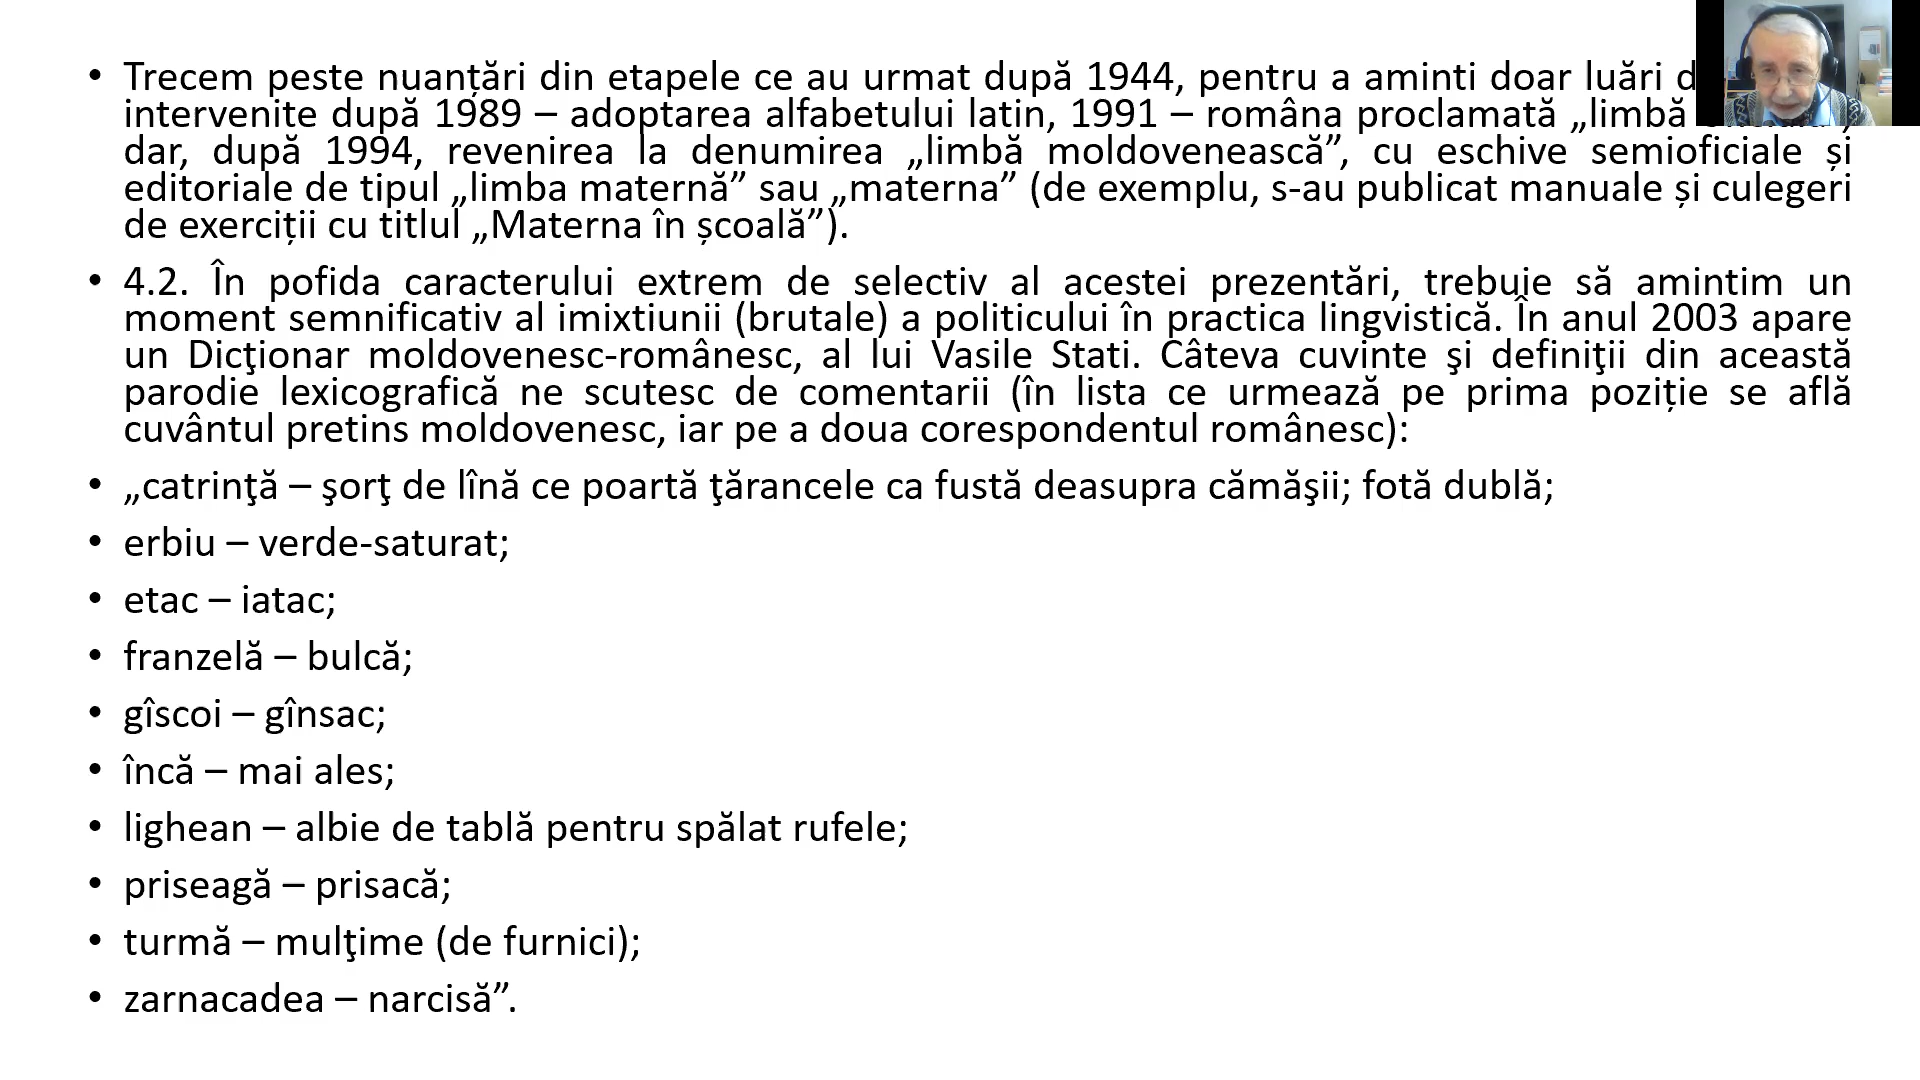 • Trecem peste nuanțări din etapele ce au urmat după 1944, pentru a aminti doar luări
intervenite după 1989 – adoptarea alfabetului latin, 1991 – româna proclamată „limbă
dar, după 1994, revenirea la denumirea „limbă moldovenească”, cu eschive semioficiale și
editoriale de tipul „limba maternă” sau „materna” (de exemplu, s-au publicat manuale și culegeri
de exerciții cu titlul „Materna în școală”).
• 4.2. În pofida caracterului extrem de selectiv al acestei prezentări, trebuie să amintim un
moment semnificativ al imixtiunii (brutale) a politicului în practica lingvistică. În anul 2003 apare
un Dicţionar moldovenesc-românesc, al lui Vasile Stati. Câteva cuvinte şi definiţii din această
parodie lexicografică ne scutesc de comentarii (în lista ce urmează pe prima poziție se află
cuvântul pretins moldovenesc, iar pe a doua corespondentul românesc):
• „catrinţă – şorţ de lînă ce poartă ţărancele ca fustă deasupra cămăşii; fotă dublă;
• erbiu – verde-saturat;
• etac – iatac;
• franzelă – bulcă;
• gîscoi – gînsac;
• încă – mai ales;
• lighean – albie de tablă pentru spălat rufele;
• priseagă – prisacă;
• turmă – mulţime (de furnici);
• zarnacadea – narcisă”.